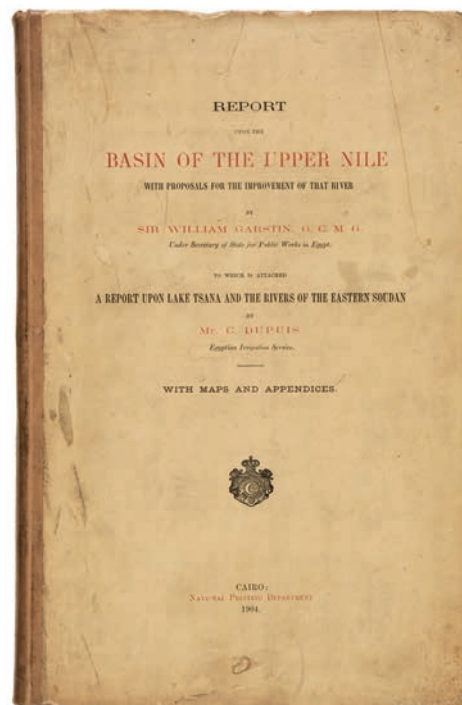 REPORT
UPON THE
BASIN OF THE UPPER NILE
WITH PROPOSALS FOR THE IMPROVEMENT OF THAT RIVER
BY
SIR WILLIAM GARSTIN, G. C. M. G.
Under Secretary of State for Public Works in Egypt.
TO WHICH IS ATTACHED
A REPORT UPON LAKE TSANA AND THE RIVERS OF THE EASTERN SOUDAN
BY
Mr. C. DUPUIS
Egyptian Irrigation Service.
WITH MAPS AND APPENDICES.
CAIRO:
NATIONAL PRINTING DEPARTMENT
1904.